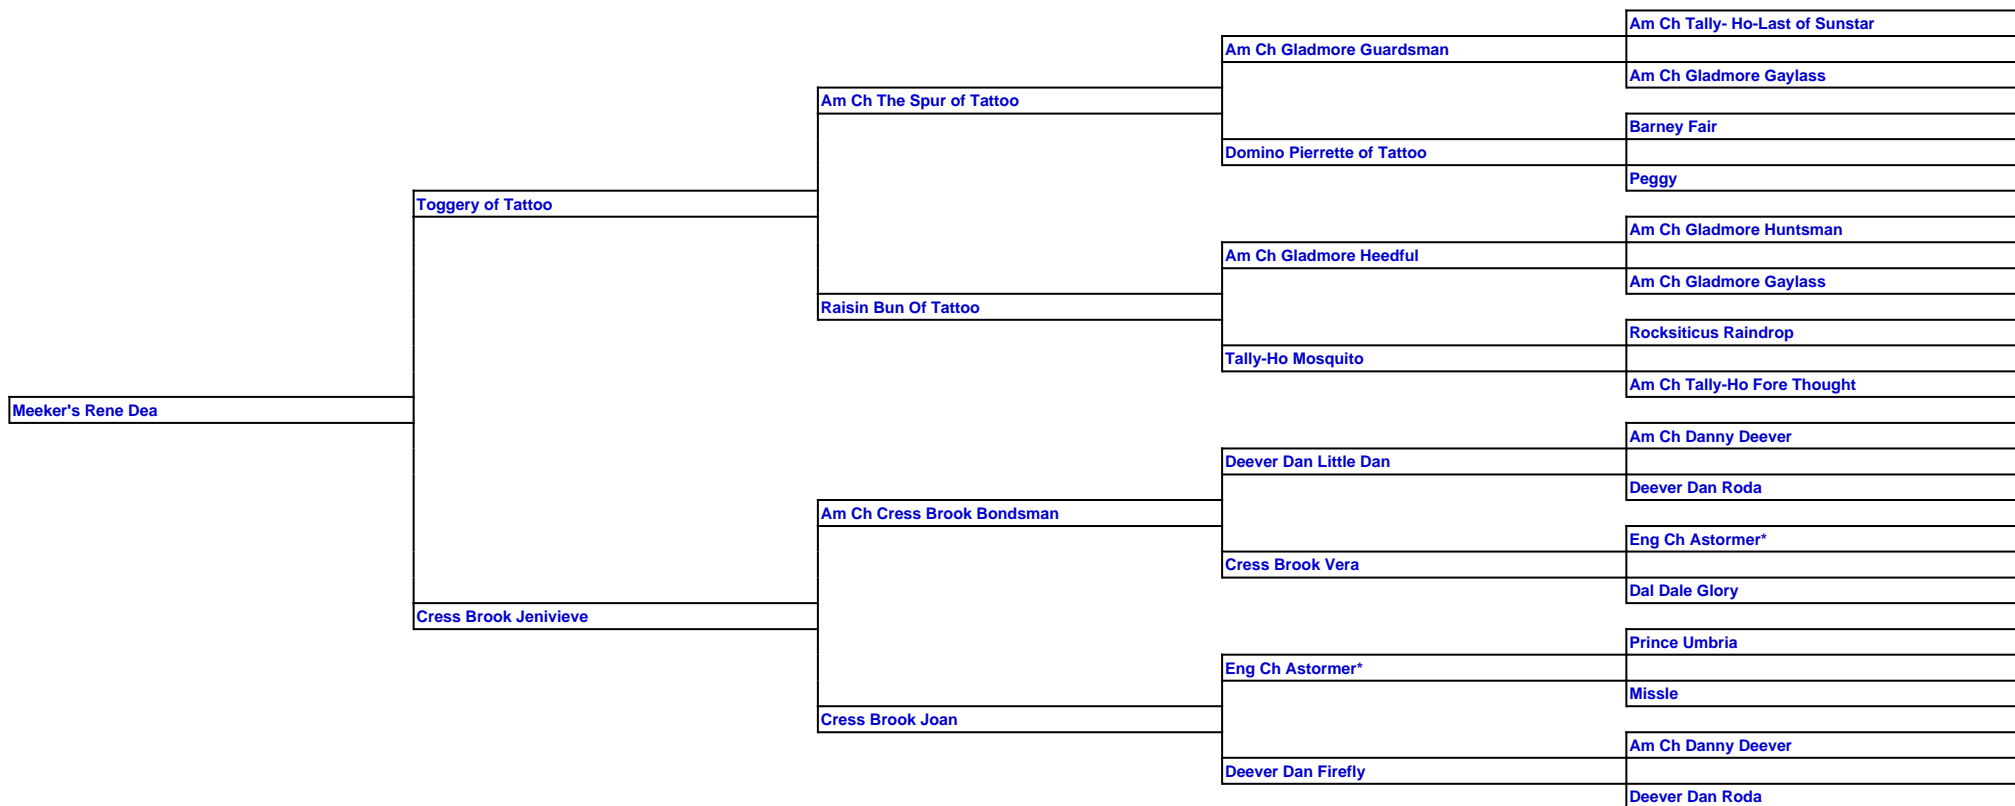 Am Ch Tally- Ho-Last of Sunstar
Am Ch Gladmore Guardsman
Am Ch Gladmore Gaylass
Am Ch The Spur of Tattoo
Barney Fair
Domino Pierrette of Tattoo
Peggy
Toggery of Tattoo
Am Ch Gladmore Huntsman
Am Ch Gladmore Heedful
Am Ch Gladmore Gaylass
Raisin Bun Of Tattoo
Rocksiticus Raindrop
Tally-Ho Mosquito
Am Ch Tally-Ho Fore Thought
Meeker's Rene Dea
Am Ch Danny Deever
Deever Dan Little Dan
Deever Dan Roda
Am Ch Cress Brook Bondsman
Eng Ch Astormer*
Cress Brook Vera
Dal Dale Glory
Cress Brook Jenivieve
Prince Umbria
Eng Ch Astormer*
Missle
Cress Brook Joan
Am Ch Danny Deever
Deever Dan Firefly
Deever Dan Roda